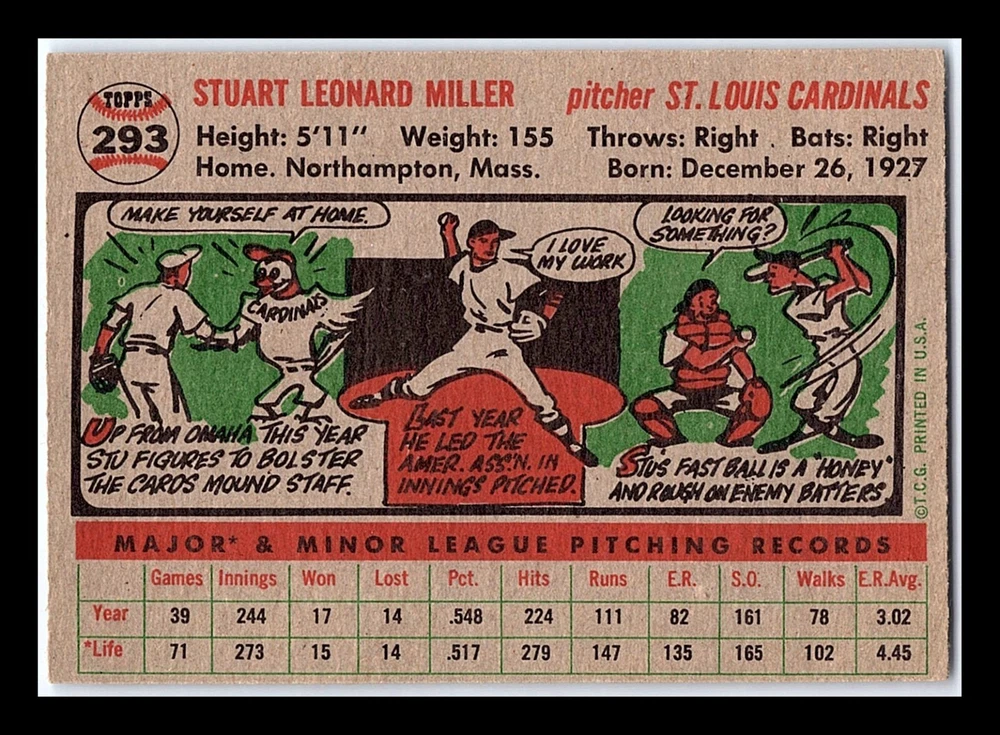 TOPPS
293
STUART LEONARD MILLER pitcher ST. LOUIS CARDINALS
Height: 5'11" Weight: 155 Throws: Right . Bats: Right
Home. Northampton, Mass. Born: December 26, 1927
MAKE YOURSELF AT HOME.
CARDINALS
I LOVE
MY WORK
LOOKING FOR
SOMETHING?
UP FROM OMAHA THIS YEAR
STU FIGURES TO BOLSTER
THE CARDS MOUND STAFF.
LAST YEAR
HE LED THE
AMER. ASS'N. IN
INNINGS PITCHED.
STU'S FAST BALL IS A "HONEY"
AND ROUGH ON ENEMY BATTERS.
©T.C.G. PRINTED IN U.S.A.
MAJOR* & MINOR LEAGUE PITCHING RECORDS
Games Innings Won Lost Pct. Hits Runs E.R. S.O. Walks E.R.Avg.
Year 39 244 17 14 .548 224 111 82 161 78 3.02
*Life 71 273 15 14 .517 279 147 135 165 102 4.45